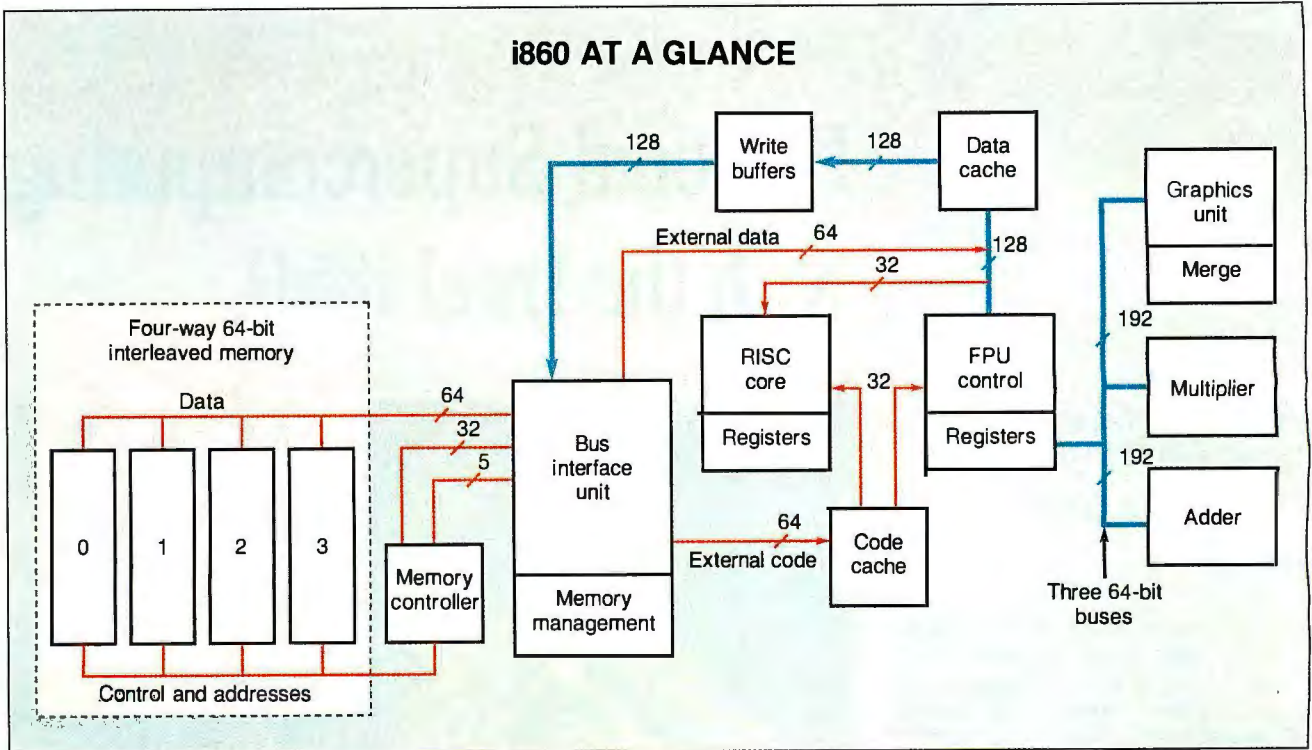 i860 AT A GLANCE
128
Write
buffers
128
Data
cache
Graphics
unit
Merge
External data
64
128
32
Four-way 64-bit
interleaved memory
RISC
core
Registers
32
FPU
control
Registers
192
Multiplier
Data
64
32
5
Bus
interface
unit
192
Adder
0
1
2
3
Memory
controller
64
External code
Code
cache
Memory
management
Three 64-bit
buses
Control and addresses